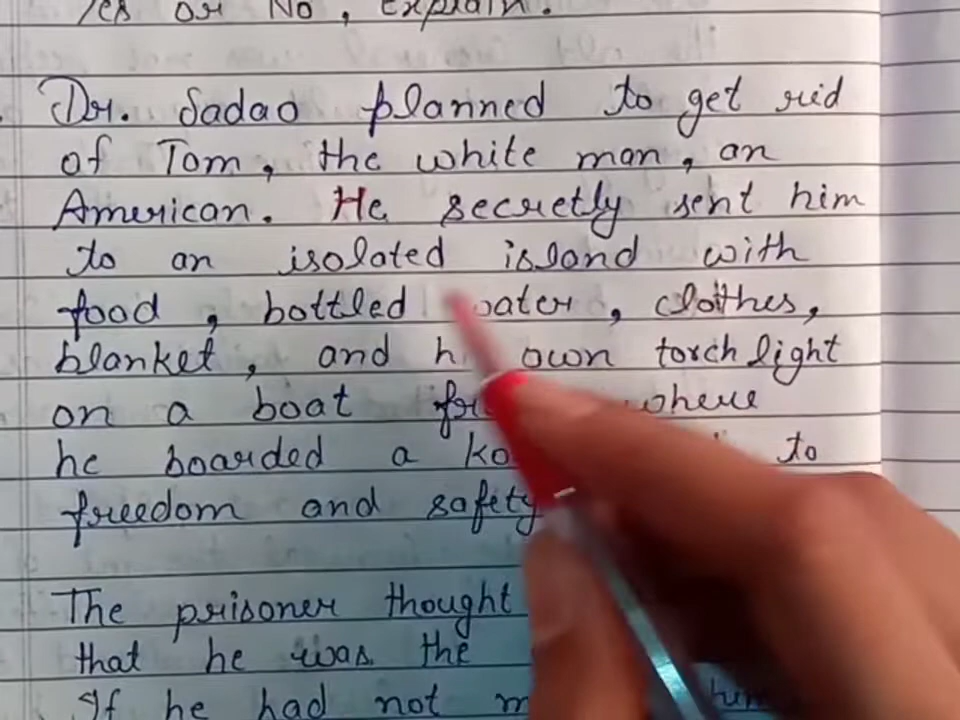 Yes or No, Explain.
Dr. Sadao planned to get rid
of Tom, the white man, an
American. He secretly sent him
to an isolated island with
food, bottled water, clothes,
blanket, and own torch light
on a boat where
he boarded a to
freedom and safety
The prisoner thought
that he was the
If he had not